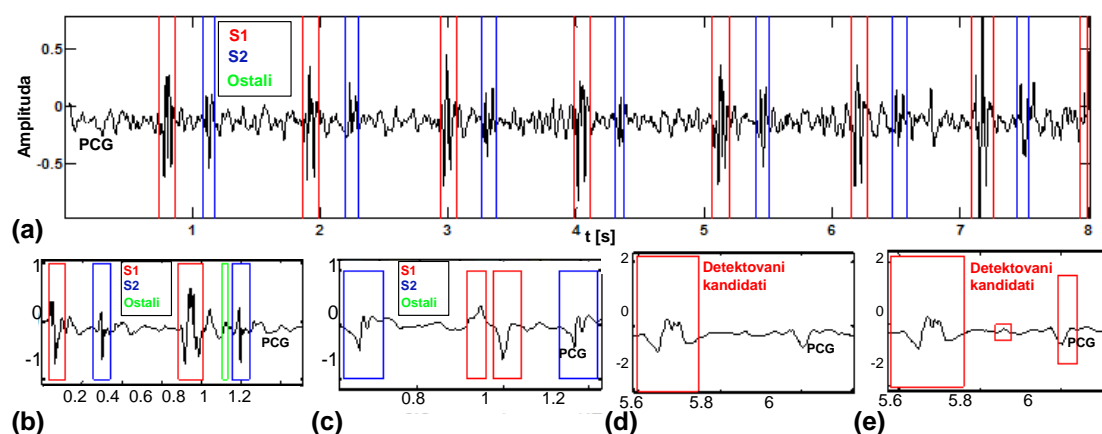 (a)
Amplituda
0.5
0
-0.5
S1
S2
Ostali
PCG
1 2 3 4 5 6 7 8
t [s]
(b)
1
0
-1
S1
S2
Ostali
PCG
0.2 0.4 0.6 0.8 1 1.2
(c)
1
0
-1
S1
S2
Ostali
PCG
0.8 1 1.2
(d)
2
0
-2
Detektovani
kandidati
PCG
5.6 5.8 6
(e)
2
0
-2
Detektovani
kandidati
PCG
5.6 5.8 6